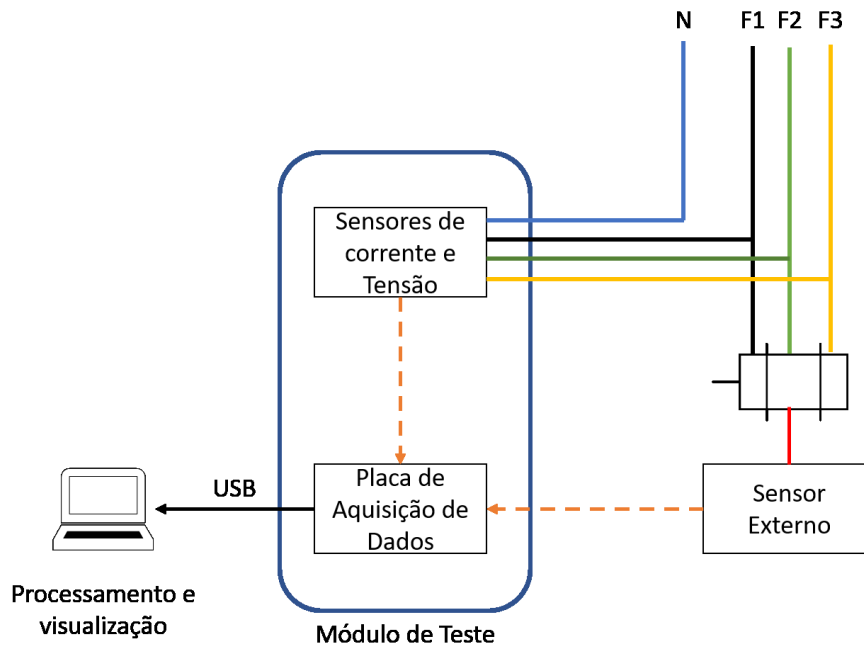 N
F1
F2
F3
Sensores de
corrente e
Tensão
USB
Placa de
Aquisição de
Dados
Sensor
Externo
Processamento e
visualização
Módulo de Teste